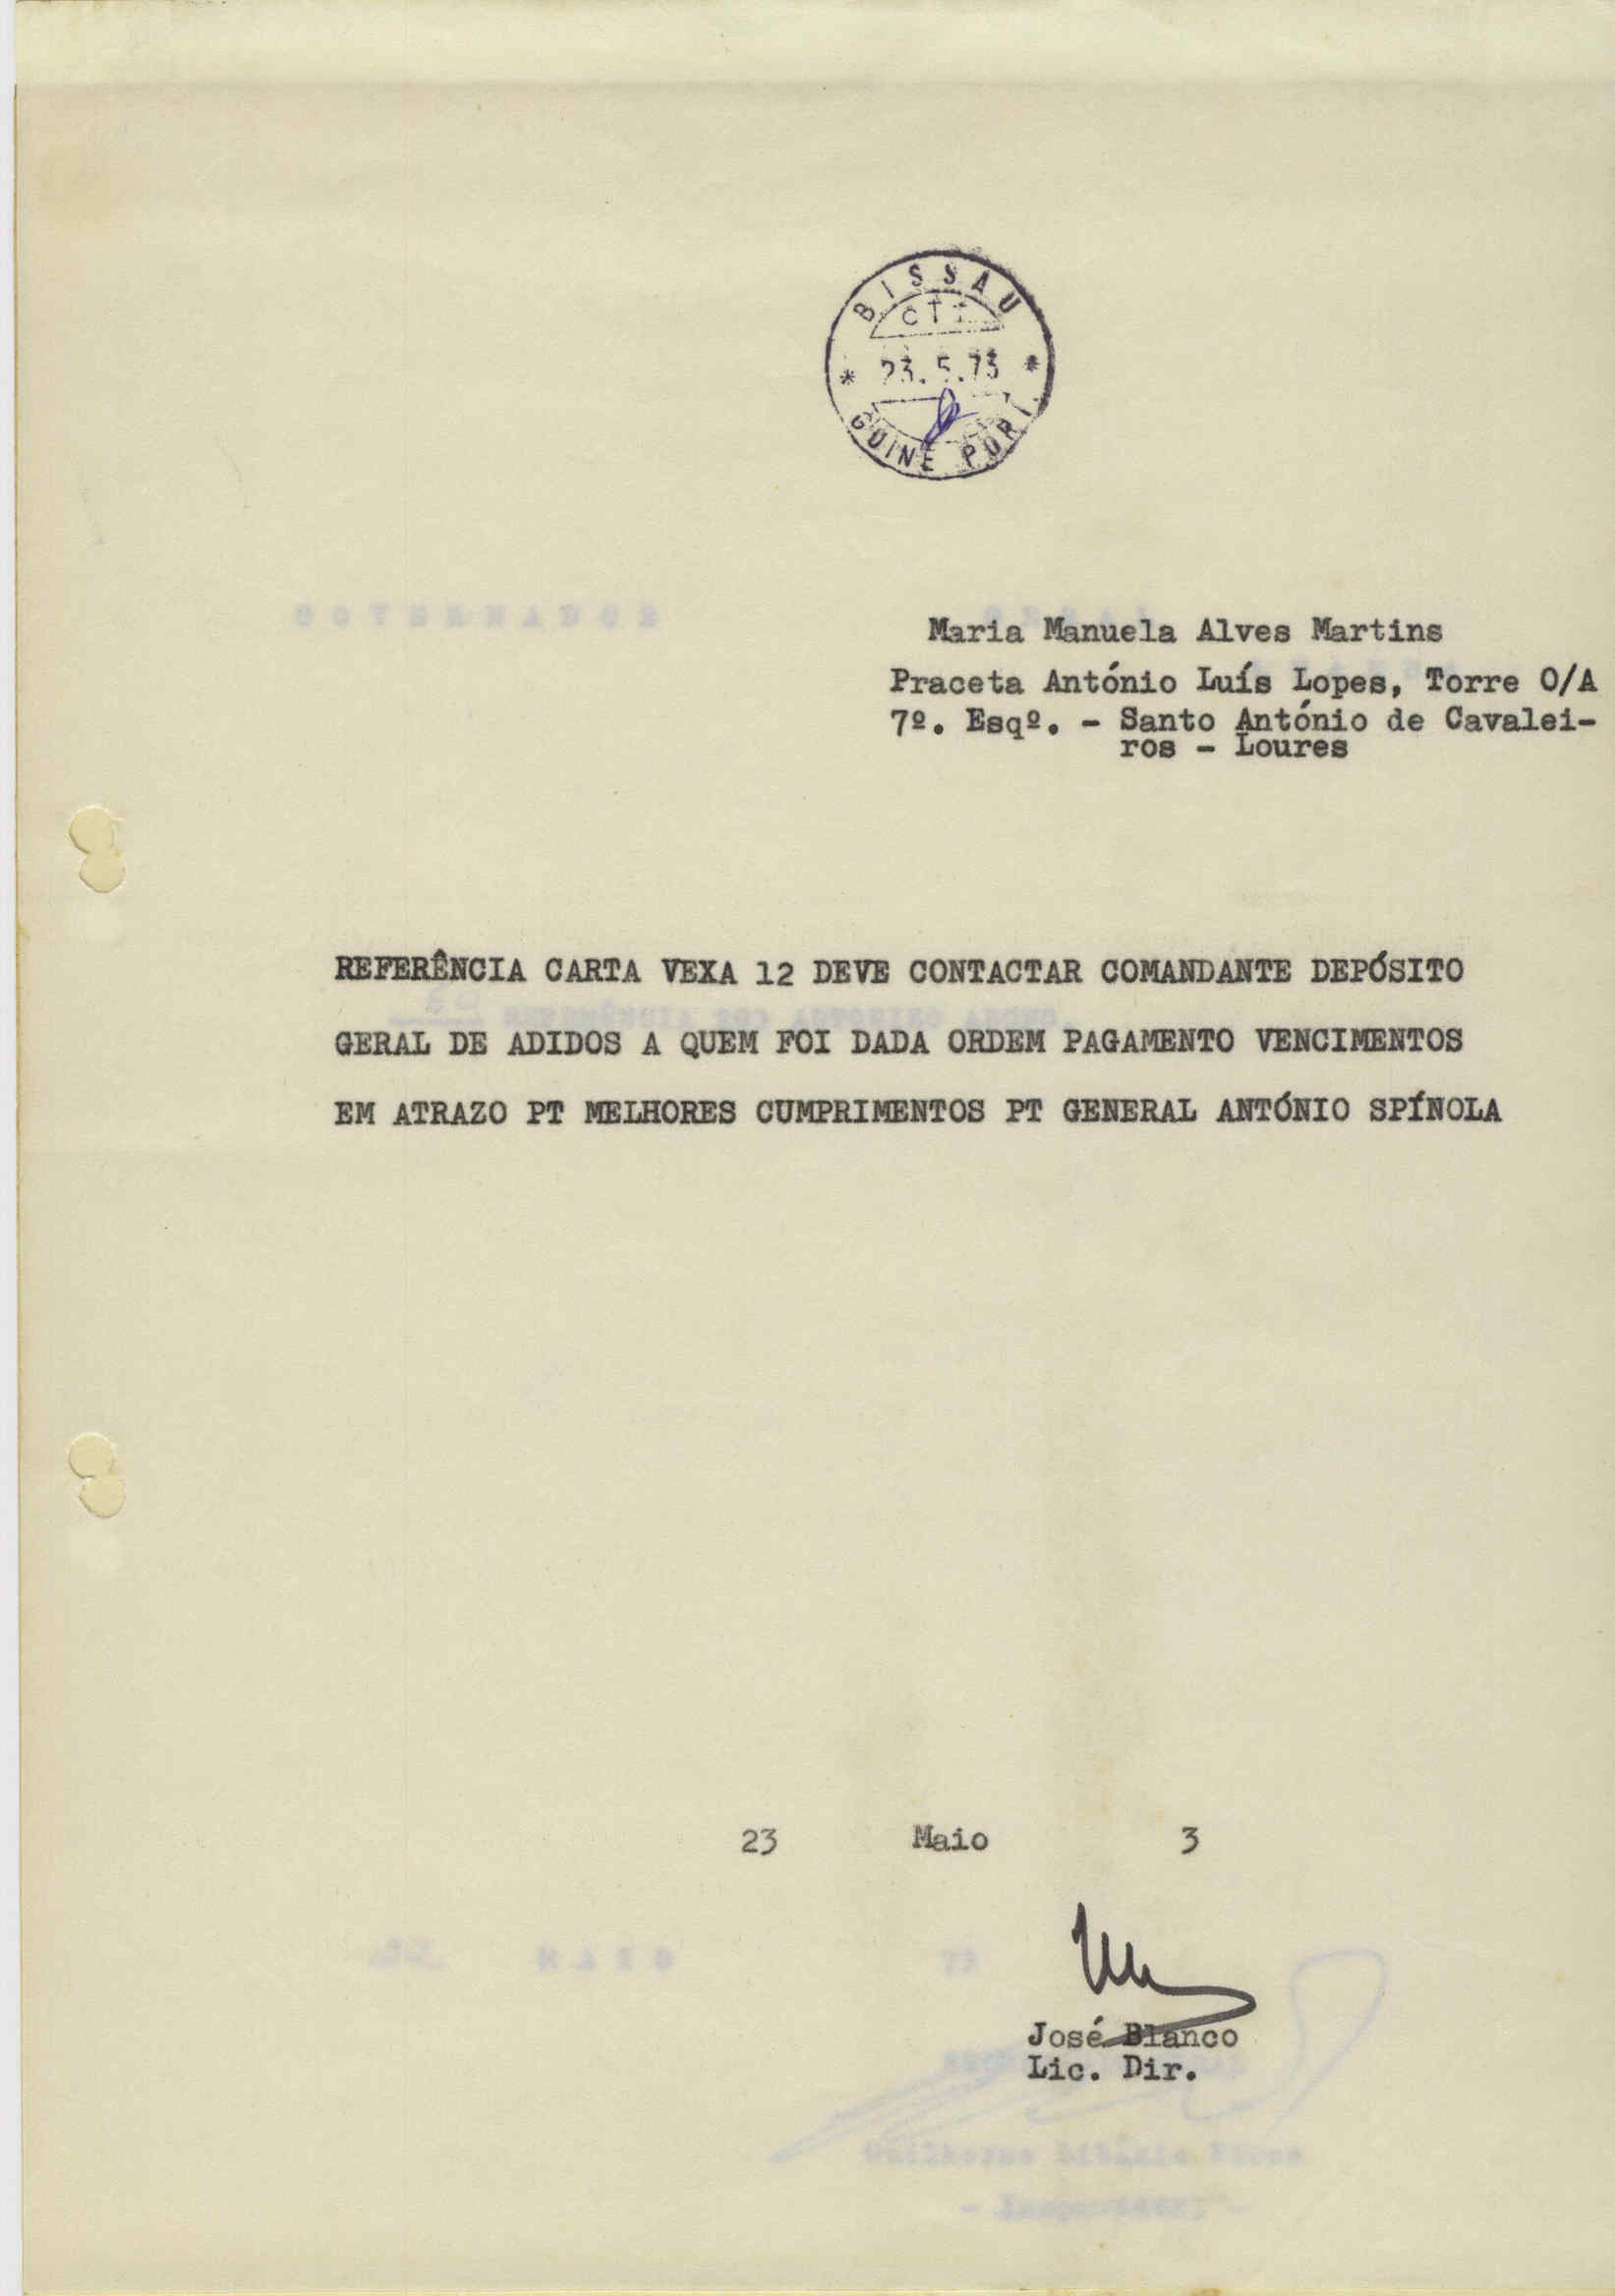 BISSAU
CTT
* 23.5.73 *
GUINÉ PORT
Maria Manuela Alves Martins
Praceta António Luís Lopes, Torre O/A
7º. Esqº. - Santo António de Cavalei-
ros - Loures
REFERÊNCIA CARTA VEXA 12 DEVE CONTACTAR COMANDANTE DEPÓSITO
GERAL DE ADIDOS A QUEM FOI DADA ORDEM PAGAMENTO VENCIMENTOS
EM ATRAZO PT MELHORES CUMPRIMENTOS PT GENERAL ANTÓNIO SPÍNOLA
23 Maio 3
José Blanco
Lic. Dir.